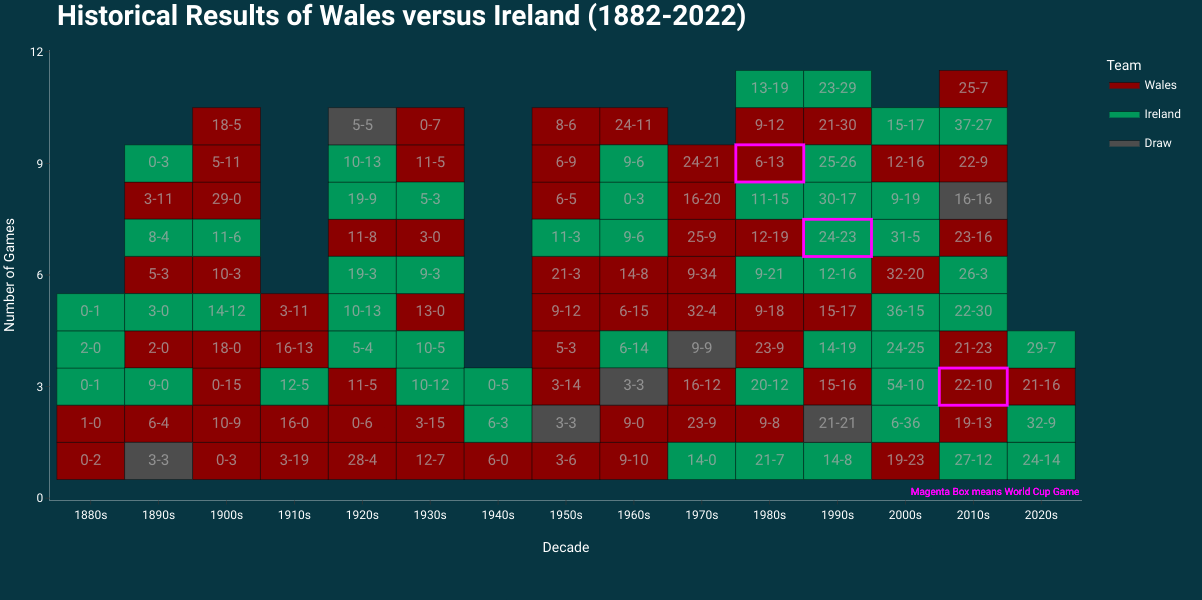 Historical Results of Wales versus Ireland (1882-2022)
12
Team
13-19 23-29 25-7
Wales
18-5 5-5 0-7 8-6 24-11 9-12 21-30 15-17 37-27
Ireland
Draw
9 0-3 5-11 10-13 11-5 6-9 9-6 24-21 6-13 25-26 12-16 22-9
3-11 29-0 19-9 5-3 6-5 0-3 16-20 11-15 30-17 9-19 16-16
8-4 11-6 11-8 3-0 11-3 9-6 25-9 12-19 24-23 31-5 23-16
6 5-3 10-3 19-3 9-3 21-3 14-8 9-34 9-21 12-16 32-20 26-3
0-1 3-0 14-12 3-11 10-13 13-0 9-12 6-15 32-4 9-18 15-17 36-15 22-30
2-0 2-0 18-0 16-13 5-4 10-5 5-3 6-14 9-9 23-9 14-19 24-25 21-23 29-7
3 0-1 9-0 0-15 12-5 11-5 10-12 0-5 3-14 3-3 16-12 20-12 15-16 54-10 22-10 21-16
1-0 6-4 10-9 16-0 0-6 3-15 6-3 3-3 9-0 23-9 9-8 21-21 6-36 19-13 32-9
0-2 3-3 0-3 3-19 28-4 12-7 6-0 3-6 9-10 14-0 21-7 14-8 19-23 27-12 24-14
Magenta Box means World Cup Game
0
1880s 1890s 1900s 1910s 1920s 1930s 1940s 1950s 1960s 1970s 1980s 1990s 2000s 2010s 2020s
Decade
Number of Games